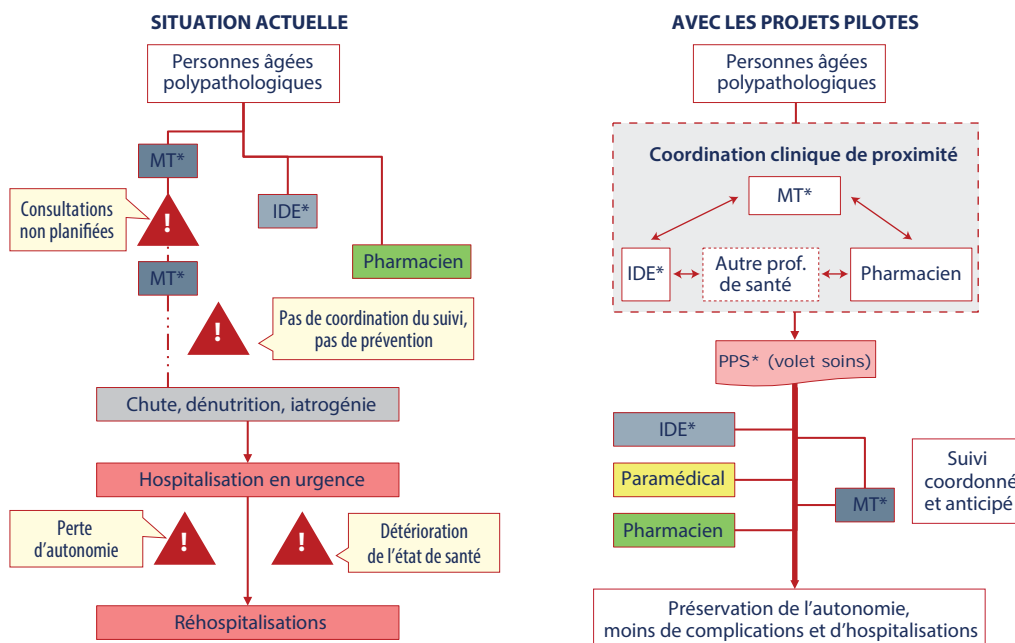 SITUATION ACTUELLE
Personnes âgées
polypathologiques
MT*
!
Consultations
non planifiées
IDE*
Pharmacien
MT*
!
Pas de coordination du suivi,
pas de prévention
Chute, dénutrition, iatrogénie
Hospitalisation en urgence
Perte
d'autonomie
!
!
Détérioration
de l'état de santé
Réhospitalisations
AVEC LES PROJETS PILOTES
Personnes âgées
polypathologiques
Coordination clinique de proximité
MT*
IDE*
Autre prof.
de santé
Pharmacien
PPS* (volet soins)
IDE*
Paramédical
Pharmacien
MT*
Suivi
coordonné
et anticipé
Préservation de l'autonomie,
moins de complications et d'hospitalisations